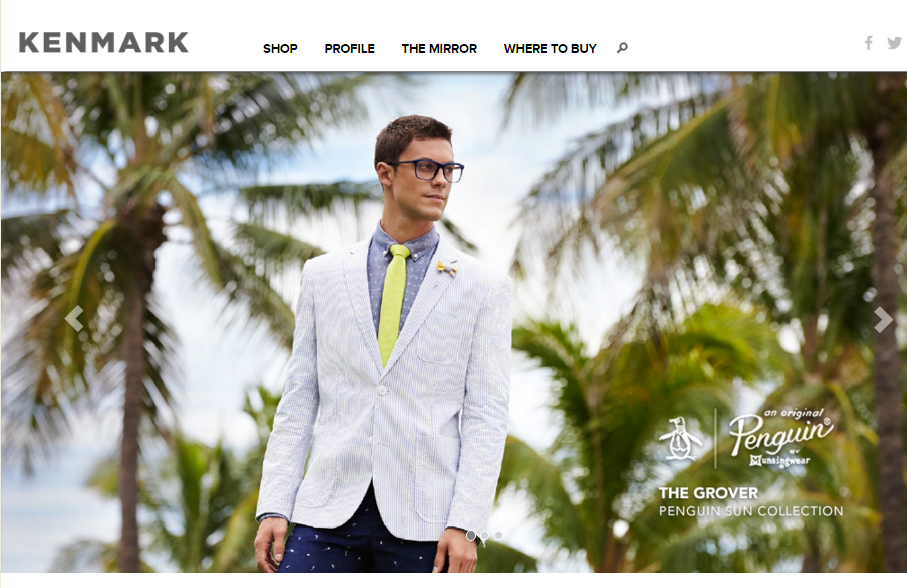 KENMARK
SHOP PROFILE THE MIRROR WHERE TO BUY
an original
Penguin®
BY
Munsingwear
THE GROVER
PENGUIN SUN COLLECTION